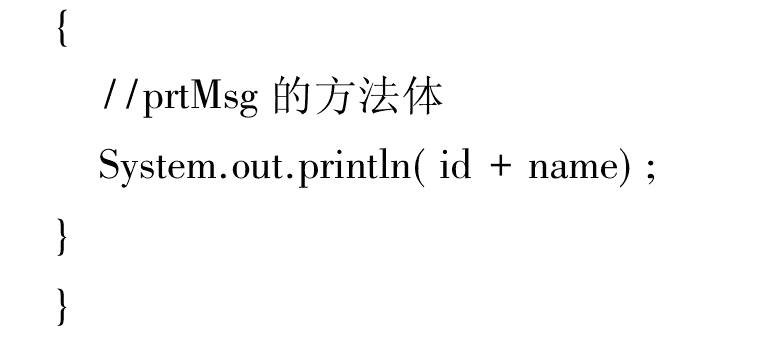 {
//prtMsg 的方法体
System.out.println( id + name) ;
}
}